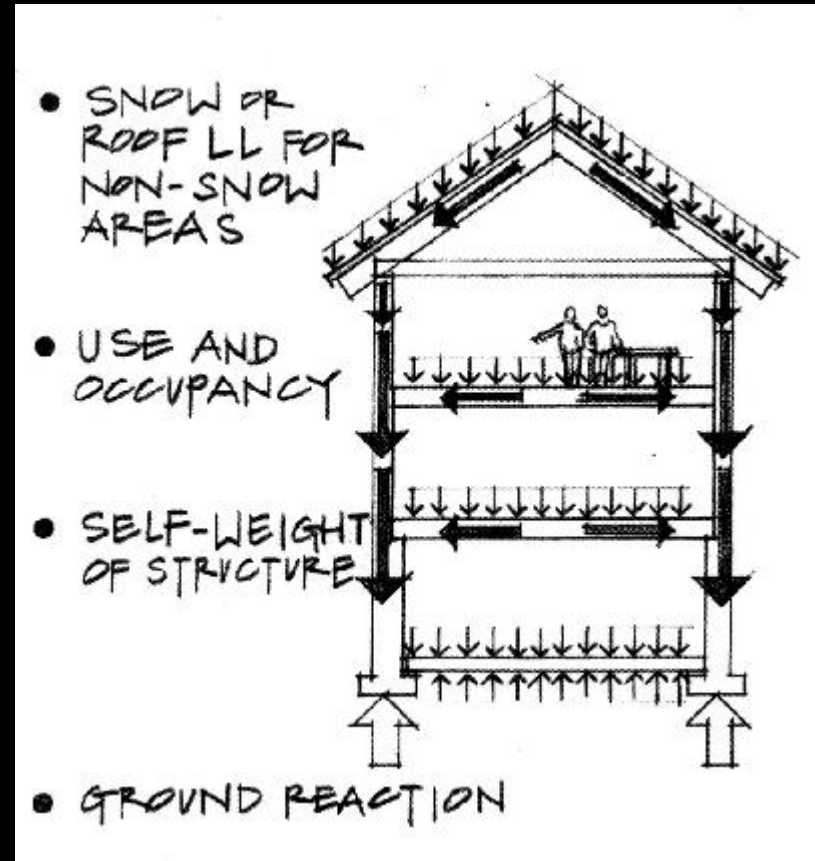 • SNOW OR
ROOF LL FOR
NON-SNOW
AREAS
• USE AND
OCCUPANCY
• SELF-WEIGHT
OF STRUCTURE
• GROUND REACTION